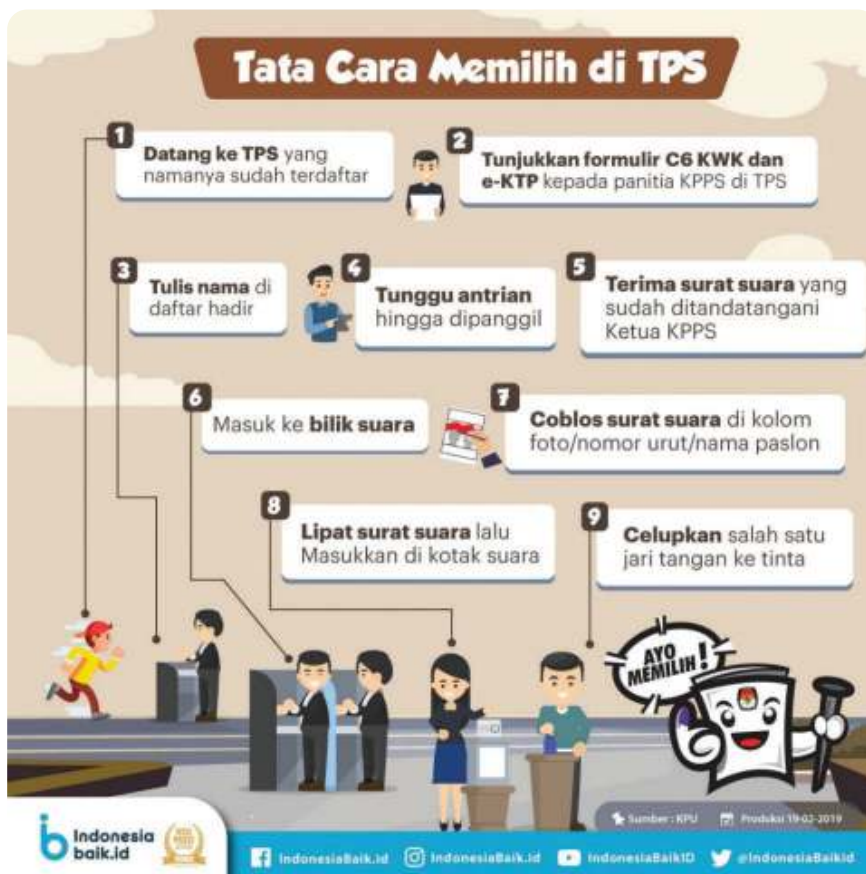 Tata Cara Memilih di TPS
1
Datang ke TPS yang
namanya sudah terdaftar
2
Tunjukkan formulir C6 KWK dan
e-KTP kepada panitia KPPS di TPS
3
Tulis nama di
daftar hadir
4
Tunggu antrian
hingga dipanggil
5
Terima surat suara yang
sudah ditandatangani
Ketua KPPS
6
Masuk ke bilik suara
7
Coblos surat suara di kolom
foto/nomor urut/nama paslon
8
Lipat surat suara lalu
Masukkan di kotak suara
9
Celupkan salah satu
jari tangan ke tinta
AYO
MEMILIH!
Sumber : KPU Produksi 19-02-2019
Indonesia
baik.id
IndonesiaBaik.id IndonesiaBaik.id IndonesiaBaikID @IndonesiaBaikId